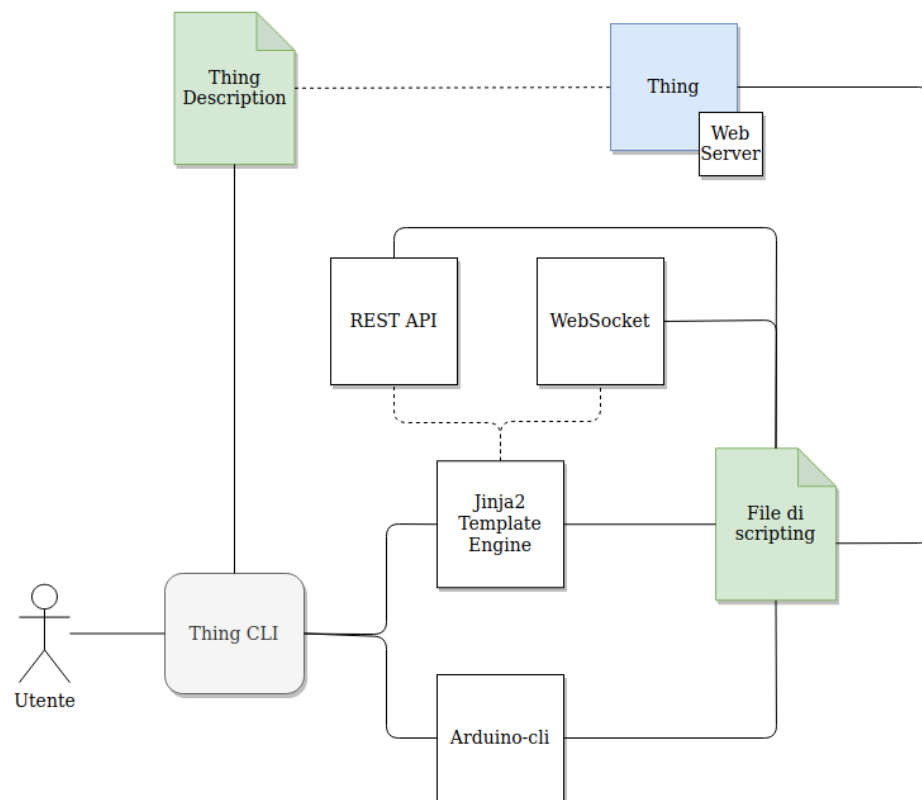 Thing
Description
Thing
Web
Server
REST API
WebSocket
Jinja2
Template
Engine
File di
scripting
Thing CLI
Utente
Arduino-cli